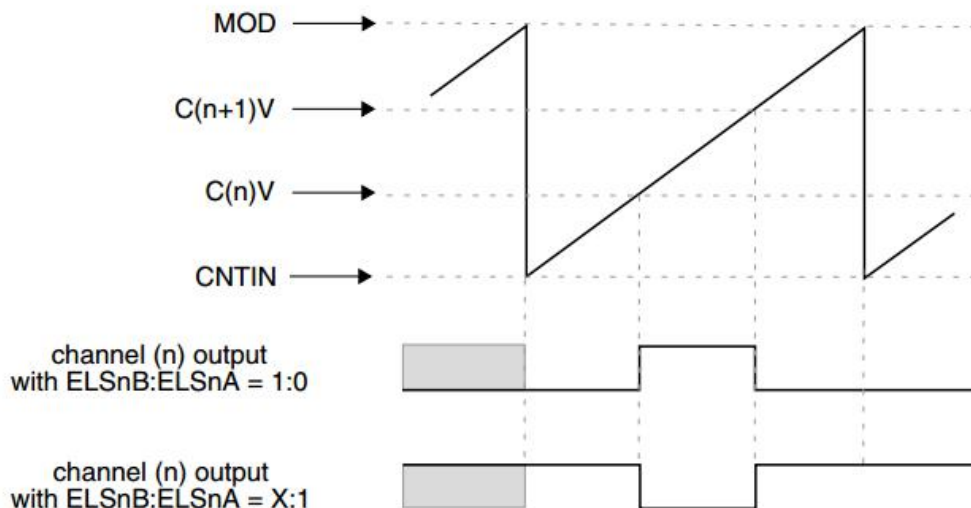 MOD
C(n+1)V
C(n)V
CNTIN
channel (n) output
with ELSnB:ELSnA = 1:0
channel (n) output
with ELSnB:ELSnA = X:1